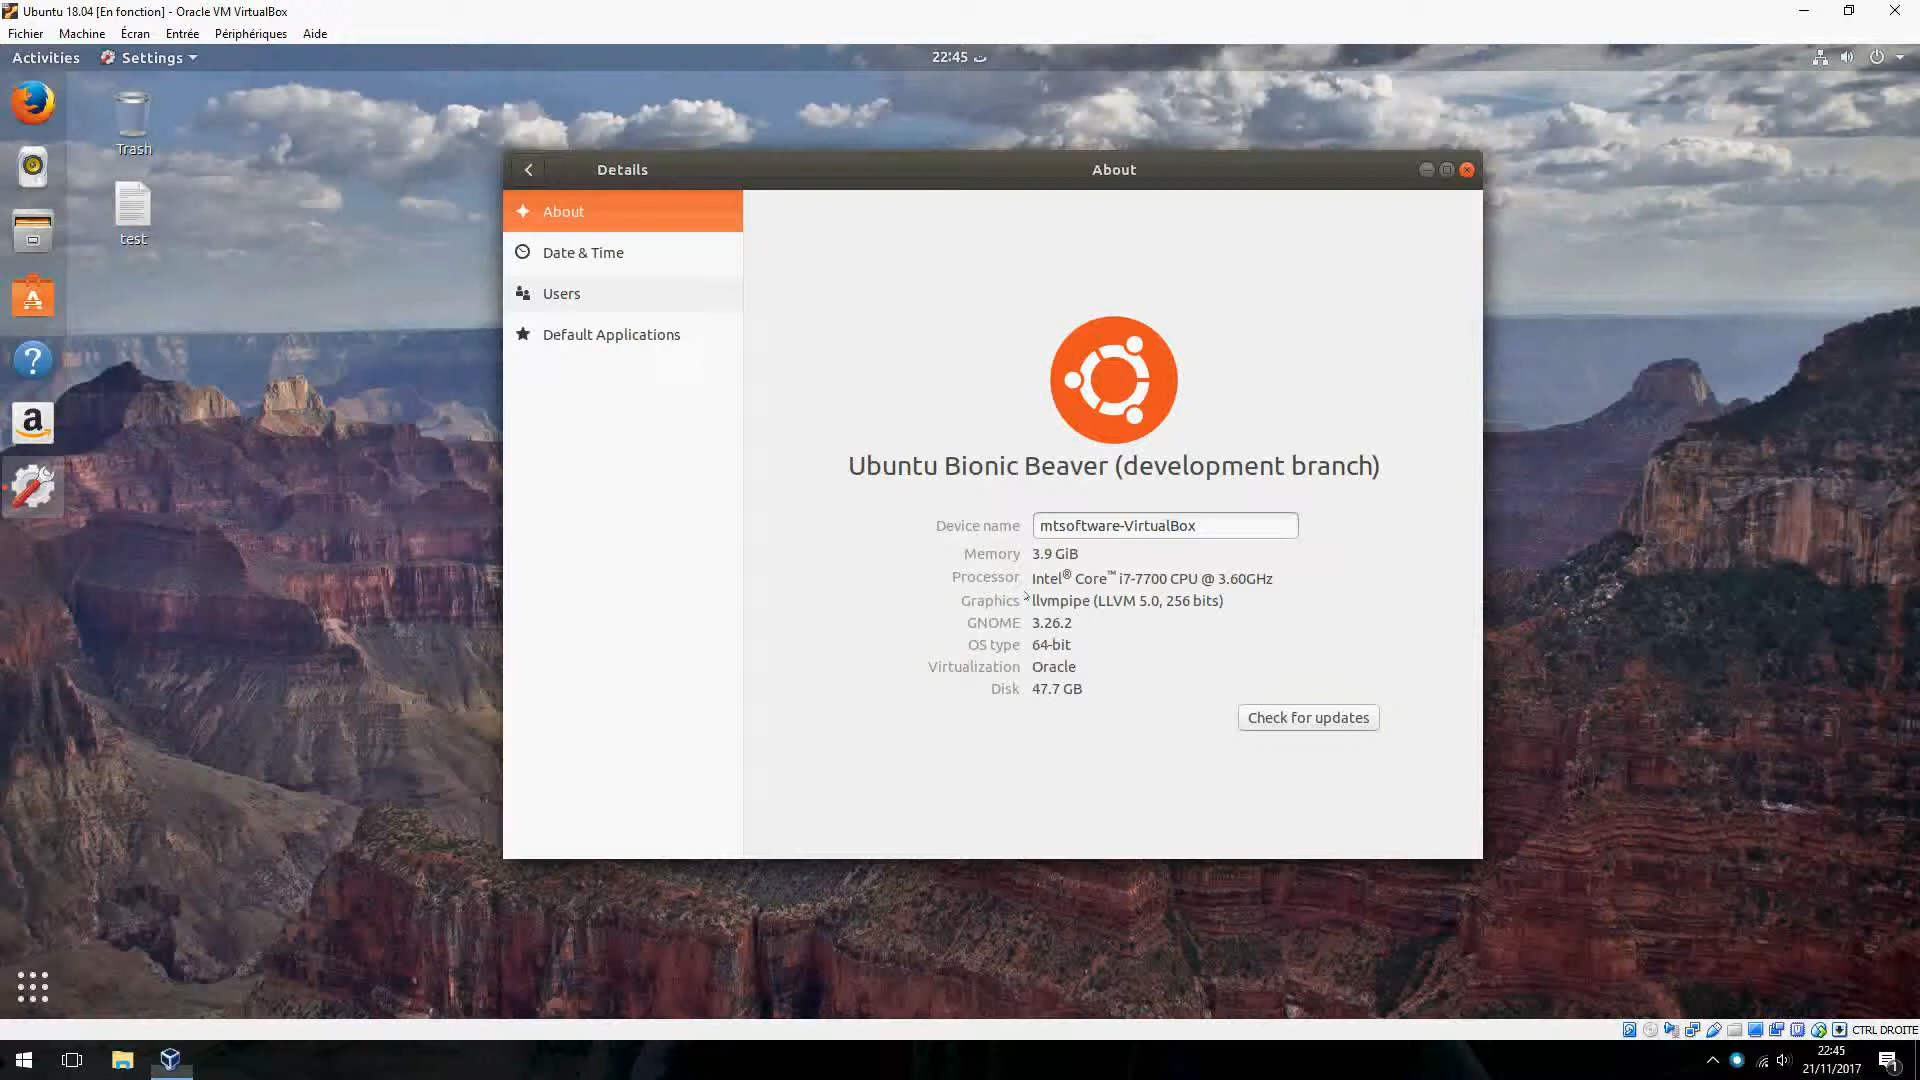 Ubuntu 18.04 [En fonction] - Oracle VM VirtualBox
Fichier Machine Écran Entrée Périphériques Aide
Activities Settings 22:45 ت
Trash
test
Details About
About
Date & Time
Users
Default Applications
Ubuntu Bionic Beaver (development branch)
Device name mtsoftware-VirtualBox
Memory 3.9 GiB
Processor Intel® Core™ i7-7700 CPU @ 3.60GHz
Graphics llvmpipe (LLVM 5.0, 256 bits)
GNOME 3.26.2
OS type 64-bit
Virtualization Oracle
Disk 47.7 GB
Check for updates
CTRL DROITE
22:45
21/11/2017
1